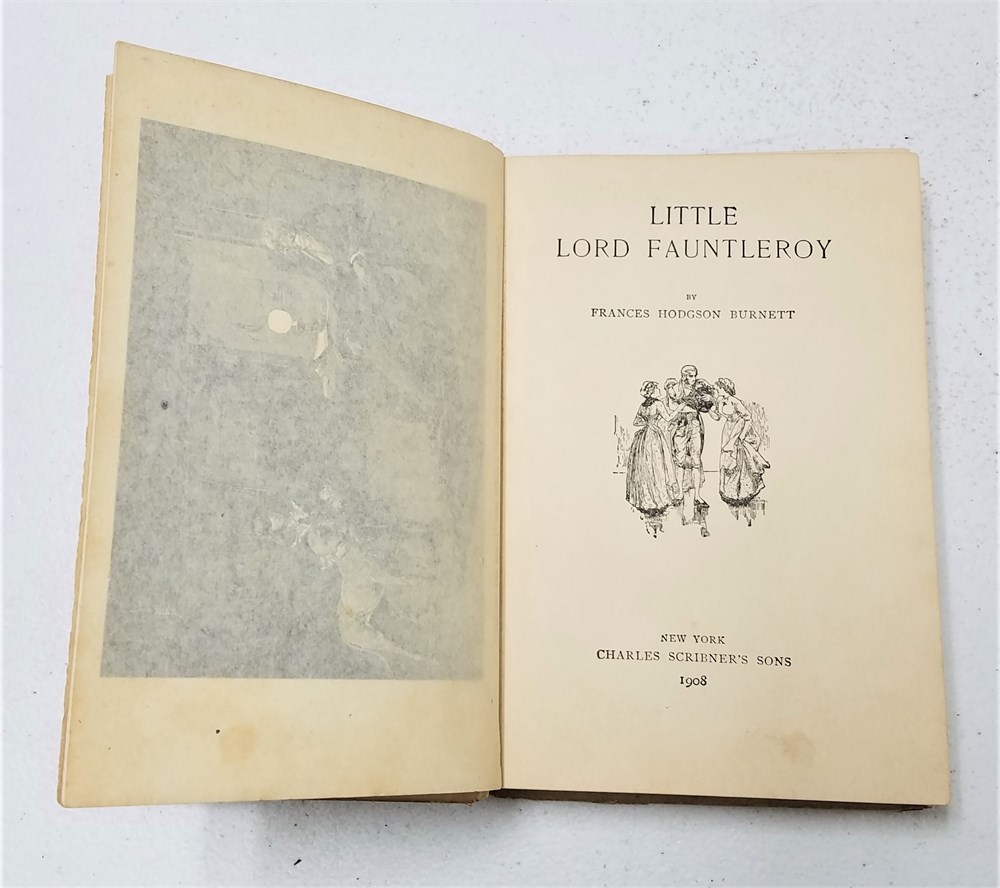 LITTLE
LORD FAUNTLEROY
BY
FRANCES HODGSON BURNETT
NEW YORK
CHARLES SCRIBNER'S SONS
1908